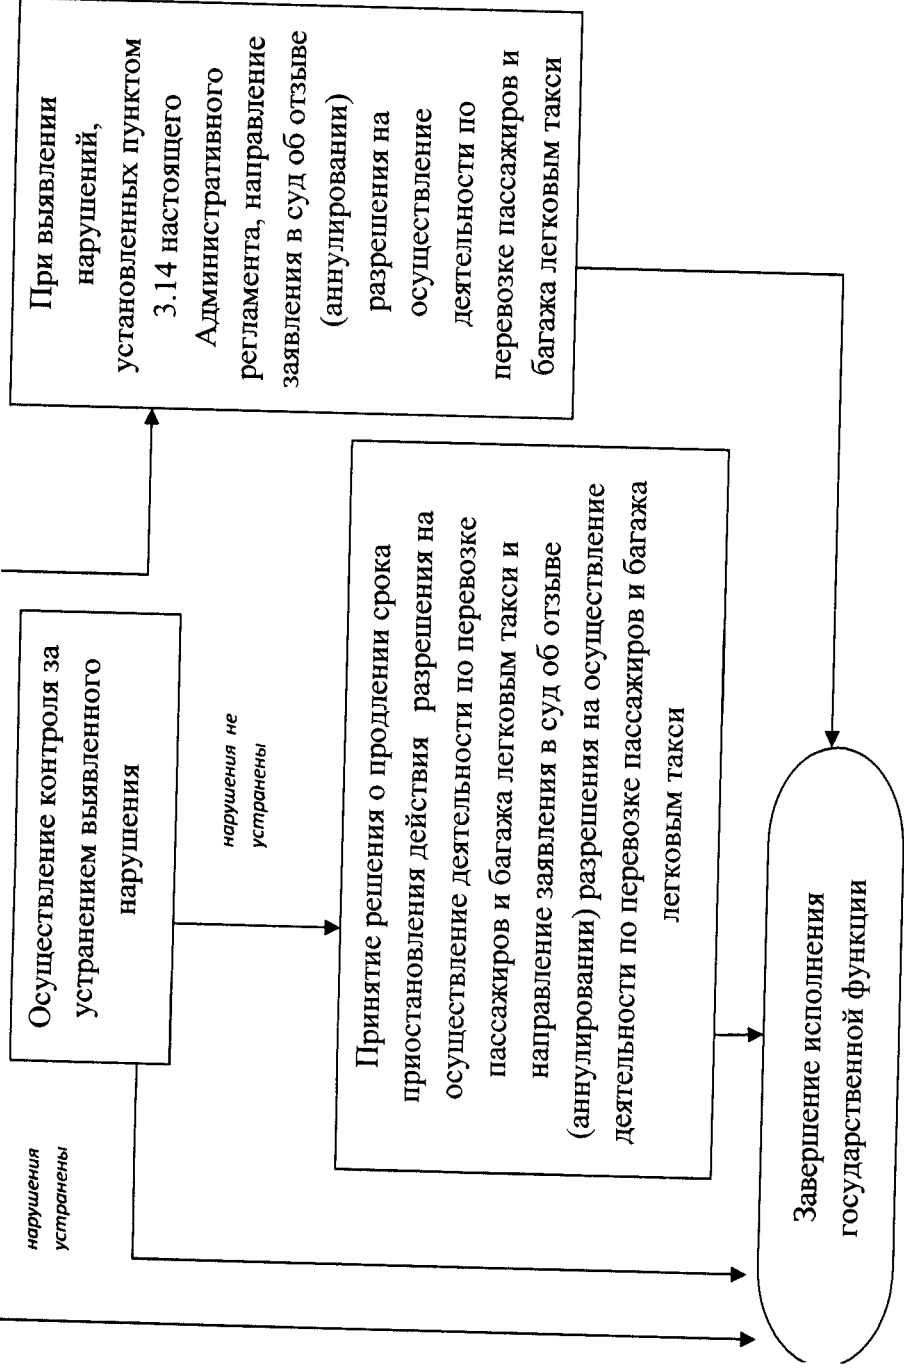 При выявлении
нарушений,
установленных пунктом
3.14 настоящего
Административного
регламента, направление
заявления в суд об отзыве
(аннулировании)
разрешения на
осуществление
деятельности по
перевозке пассажиров и
багажа легковым такси
Осуществление контроля за
устранением выявленного
нарушения
нарушения не
устранены
нарушения
устранены
Принятие решения о продлении срока
приостановления действия разрешения на
осуществление деятельности по перевозке
пассажиров и багажа легковым такси и
направление заявления в суд об отзыве
(аннулировании) разрешения на осуществление
деятельности по перевозке пассажиров и багажа
легковым такси
Завершение исполнения
государственной функции